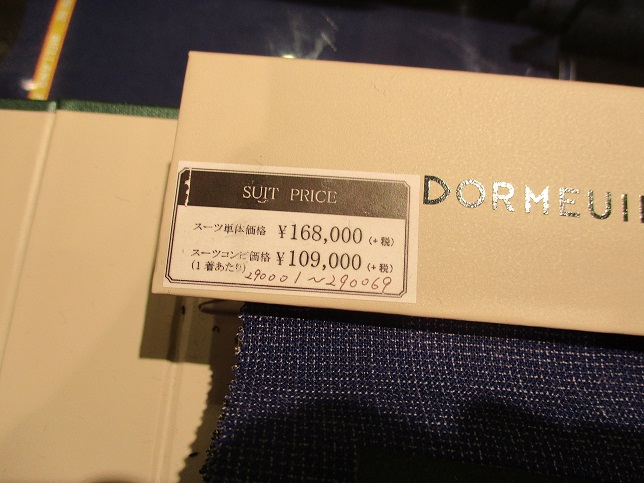 SUIT PRICE
スーツ単体価格 ¥168,000 (+税)
スーツコンビ価格 ¥109,000 (+税)
(1着あたり) 290001~290069
DORMEUI